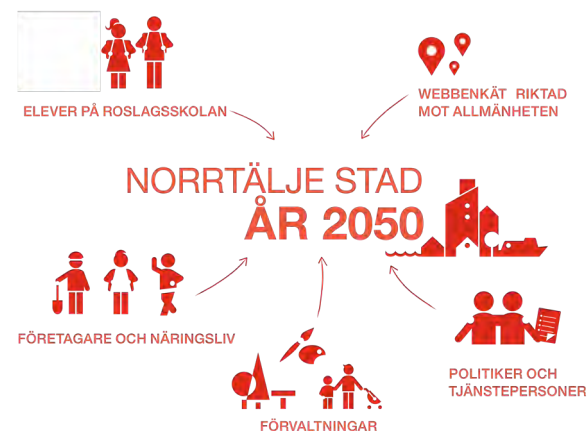 ELEVER PÅ ROSLAGSSKOLAN
WEBBENKÄT RIKTAD
MOT ALLMÄNHETEN
NORRTÄLJE STAD
ÅR 2050
FÖRETAGARE OCH NÄRINGSLIV
POLITIKER OCH
TJÄNSTEPERSONER
FÖRVALTNINGAR